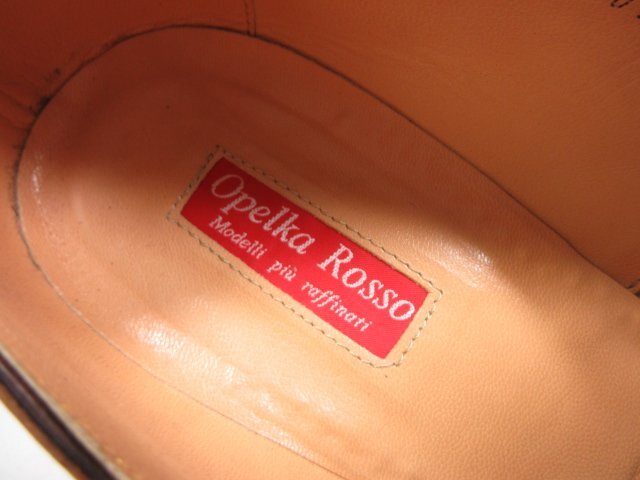 Opelka Rosso
Modelli più raffinati